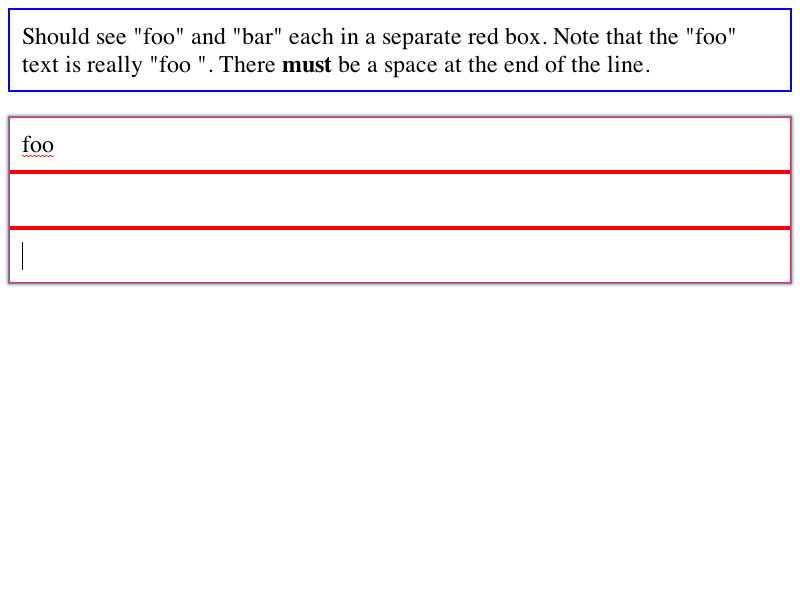 Should see "foo" and "bar" each in a separate red box. Note that the "foo"
text is really "foo ". There must be a space at the end of the line.
foo